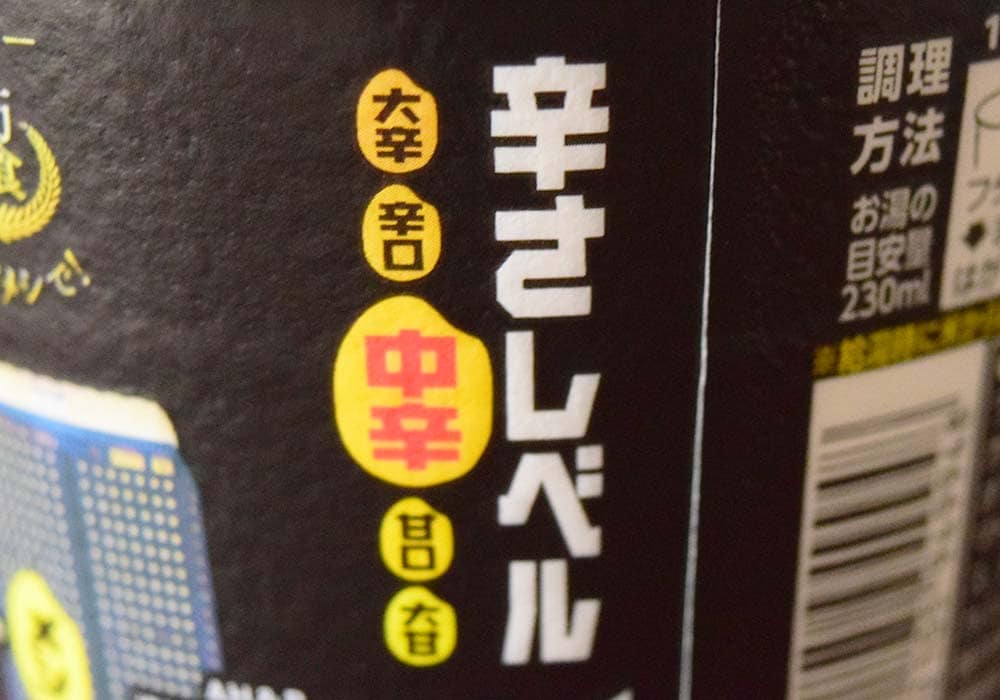 辛さレベル
大辛
辛口
中辛
甘口
大甘
調理
方法
お湯の
目安量
230ml
食